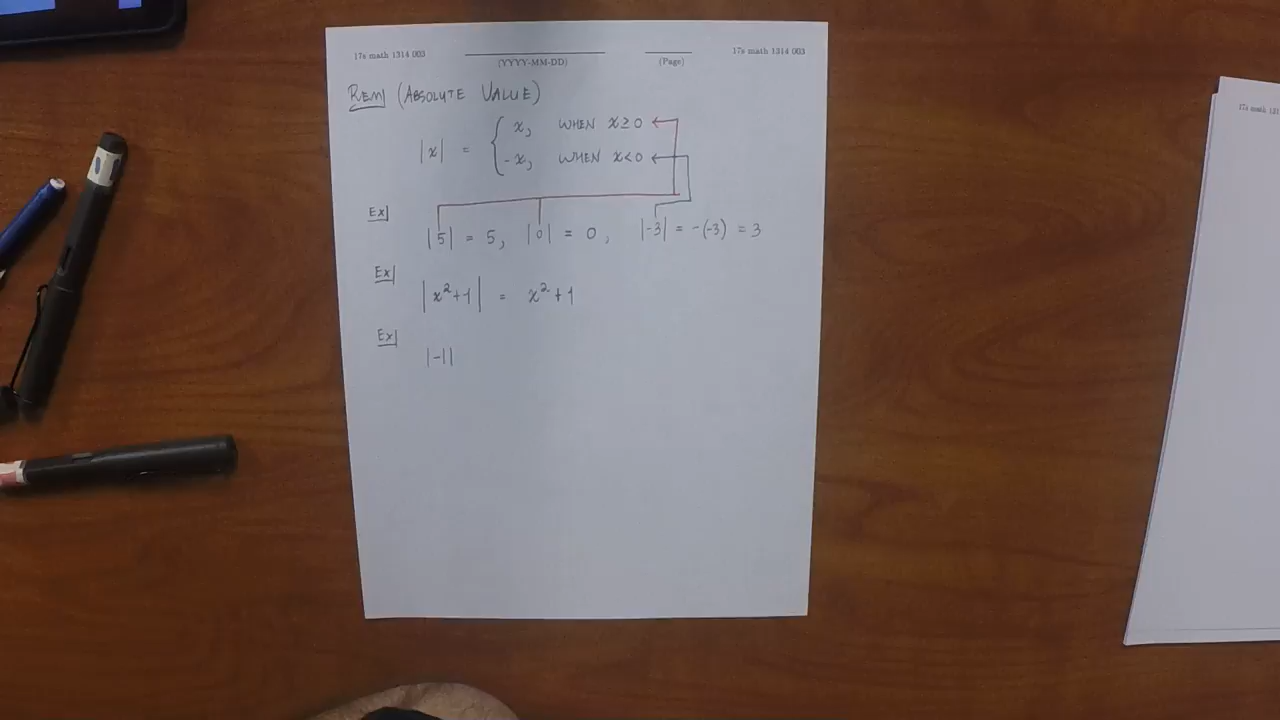 17s math 1314 003 (YYYY-MM-DD) (Page) 17s math 1314 003
REM (ABSOLUTE VALUE)
|x| = { x, WHEN x ≥ 0
-x, WHEN x < 0
Ex
|5| = 5, |0| = 0, |-3| = -(-3) = 3
Ex
|x²+1| = x²+1
Ex
|-1|